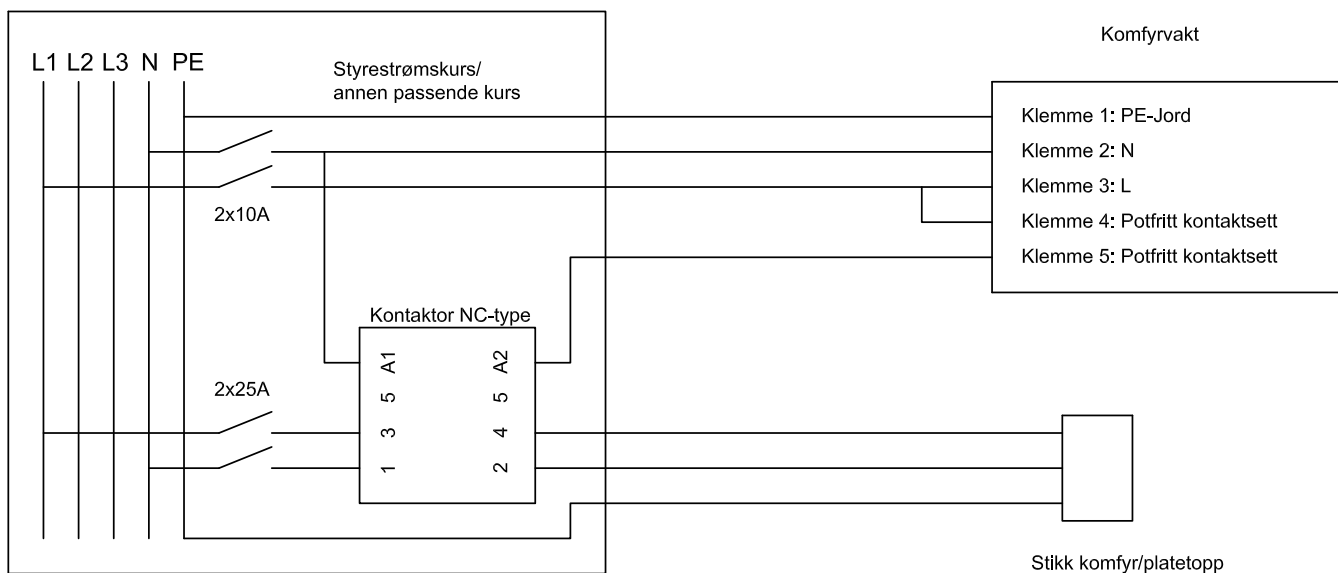 Komfyrvakt
L1 L2 L3 N PE
Styrestrømskurs/
annen passende kurs
Klemme 1: PE-Jord
Klemme 2: N
Klemme 3: L
Klemme 4: Potfritt kontaktsett
Klemme 5: Potfritt kontaktsett
2x10A
Kontaktor NC-type
A1 A2
5 5
3 4
1 2
2x25A
Stikk komfyr/platetopp